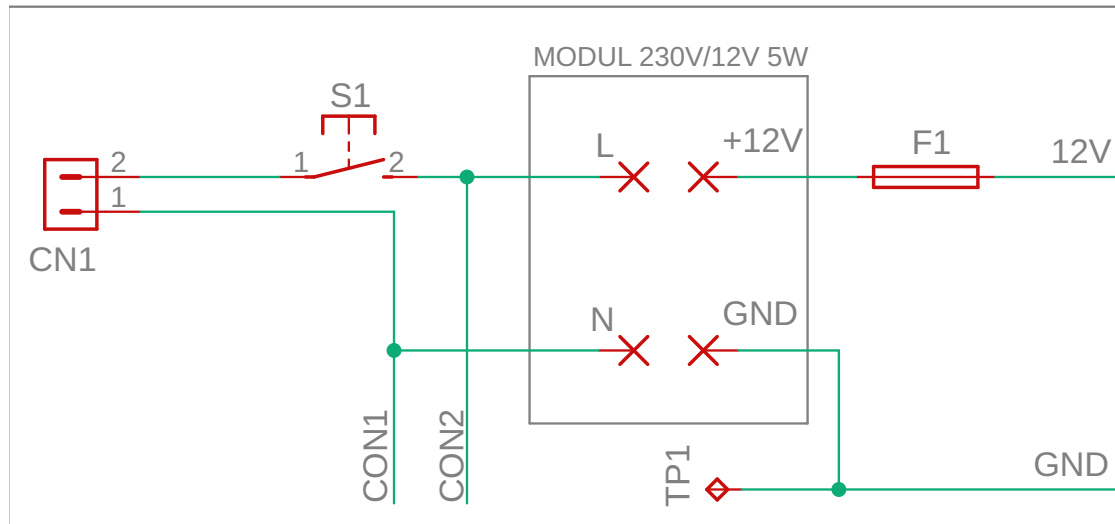 MODUL 230V/12V 5W
S1
L
+12V
F1
12V
2
1
2
1
CN1
N
GND
CON1
CON2
TP1
GND